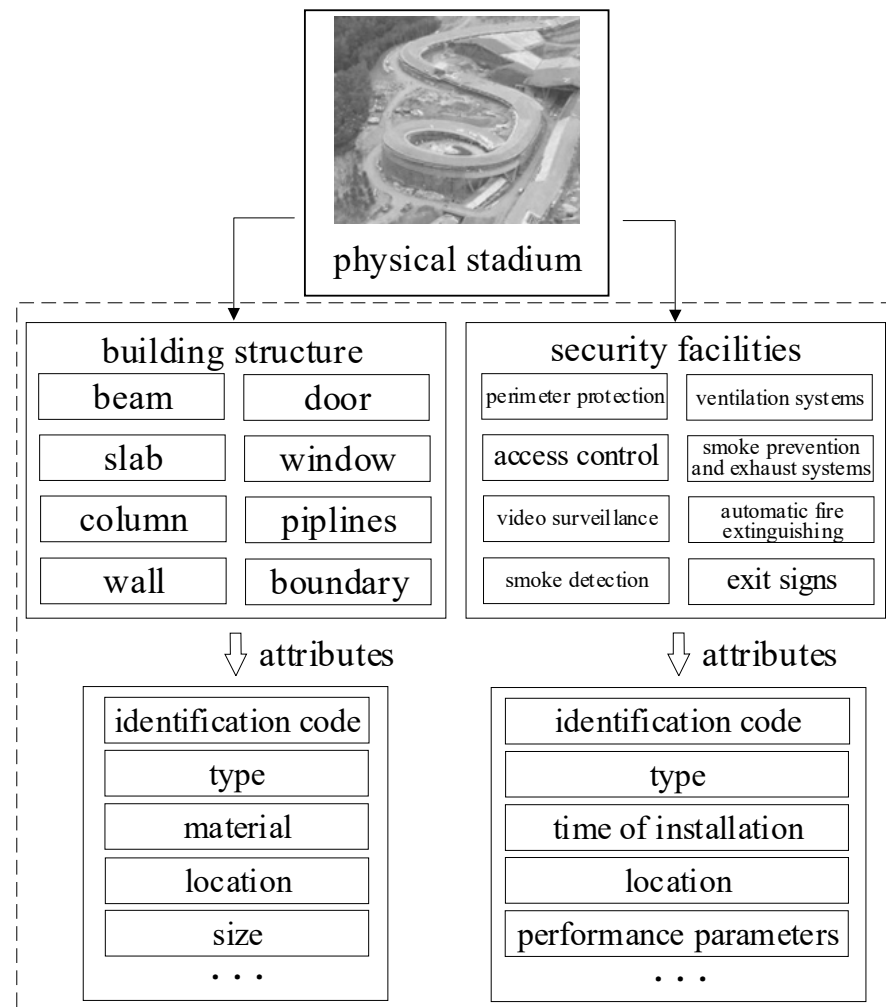 physical stadium
building structure
beam
door
slab
window
column
piplines
wall
boundary
attributes
identification code
type
material
location
size
. . .
security facilities
perimeter protection
ventilation systems
access control
smoke prevention
and exhaust systems
video surveillance
automatic fire
extinguishing
smoke detection
exit signs
attributes
identification code
type
time of installation
location
performance parameters
. . .